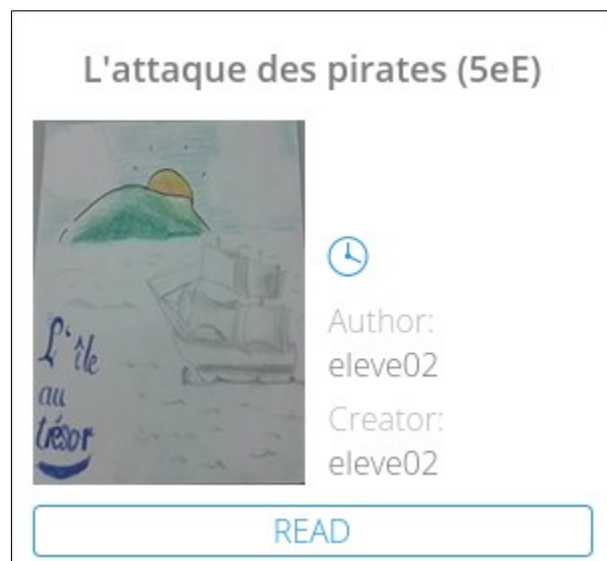 L'attaque des pirates (5eE)
L'île
au
trésor
Author:
eleve02
Creator:
eleve02
READ